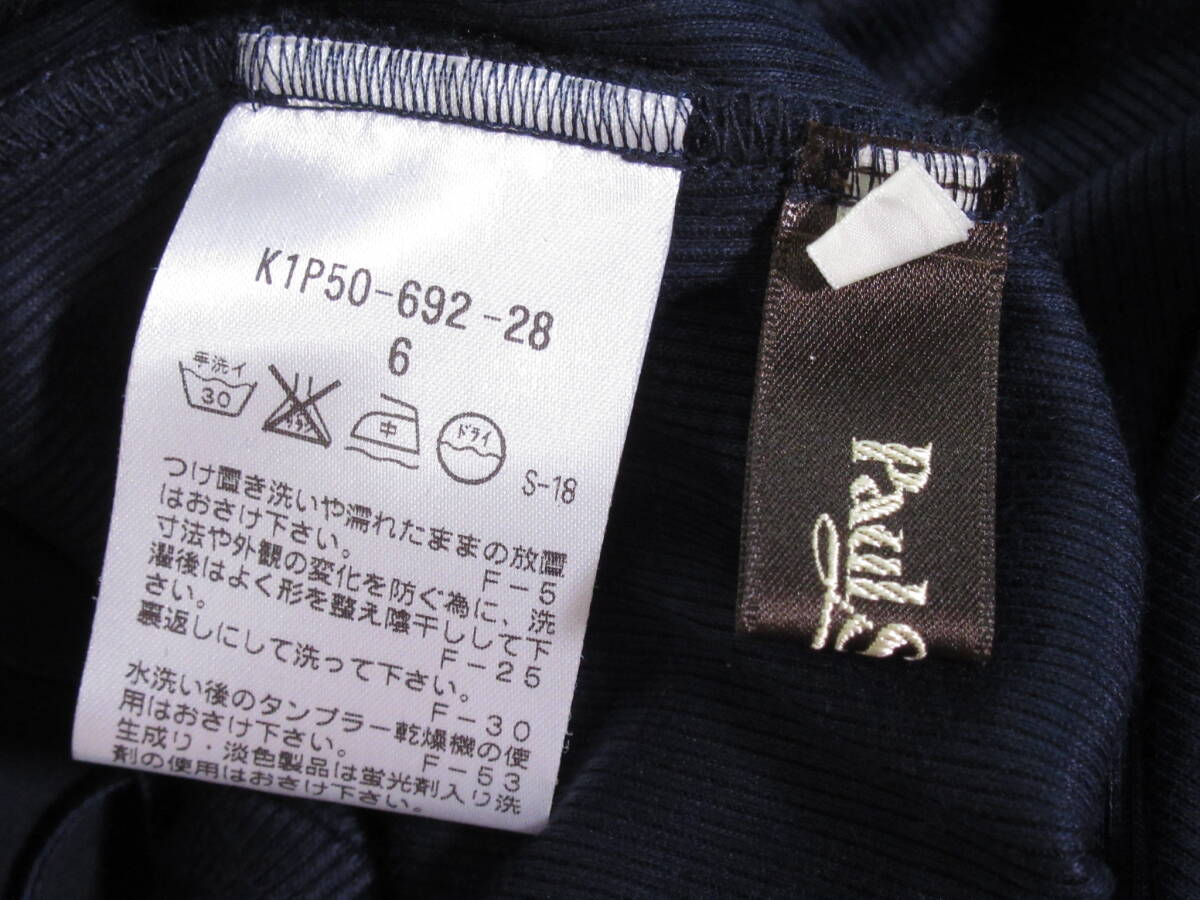 K1P50-692-28
6
手洗イ
30
中
ドライ
S-18
つけ置き洗いや濡れたままの放置
はおさけ下さい。
F-5
寸法や外観の変化を防ぐ為に、洗
濯後はよく形を整え陰干しして下
さい。
F-25
裏返しにして洗って下さい。
F-30
水洗い後のタンブラー乾燥機の使
用はおさけ下さい。
F-53
生成り・淡色製品は蛍光剤入り洗
剤の使用はおさけ下さい。
Paul S